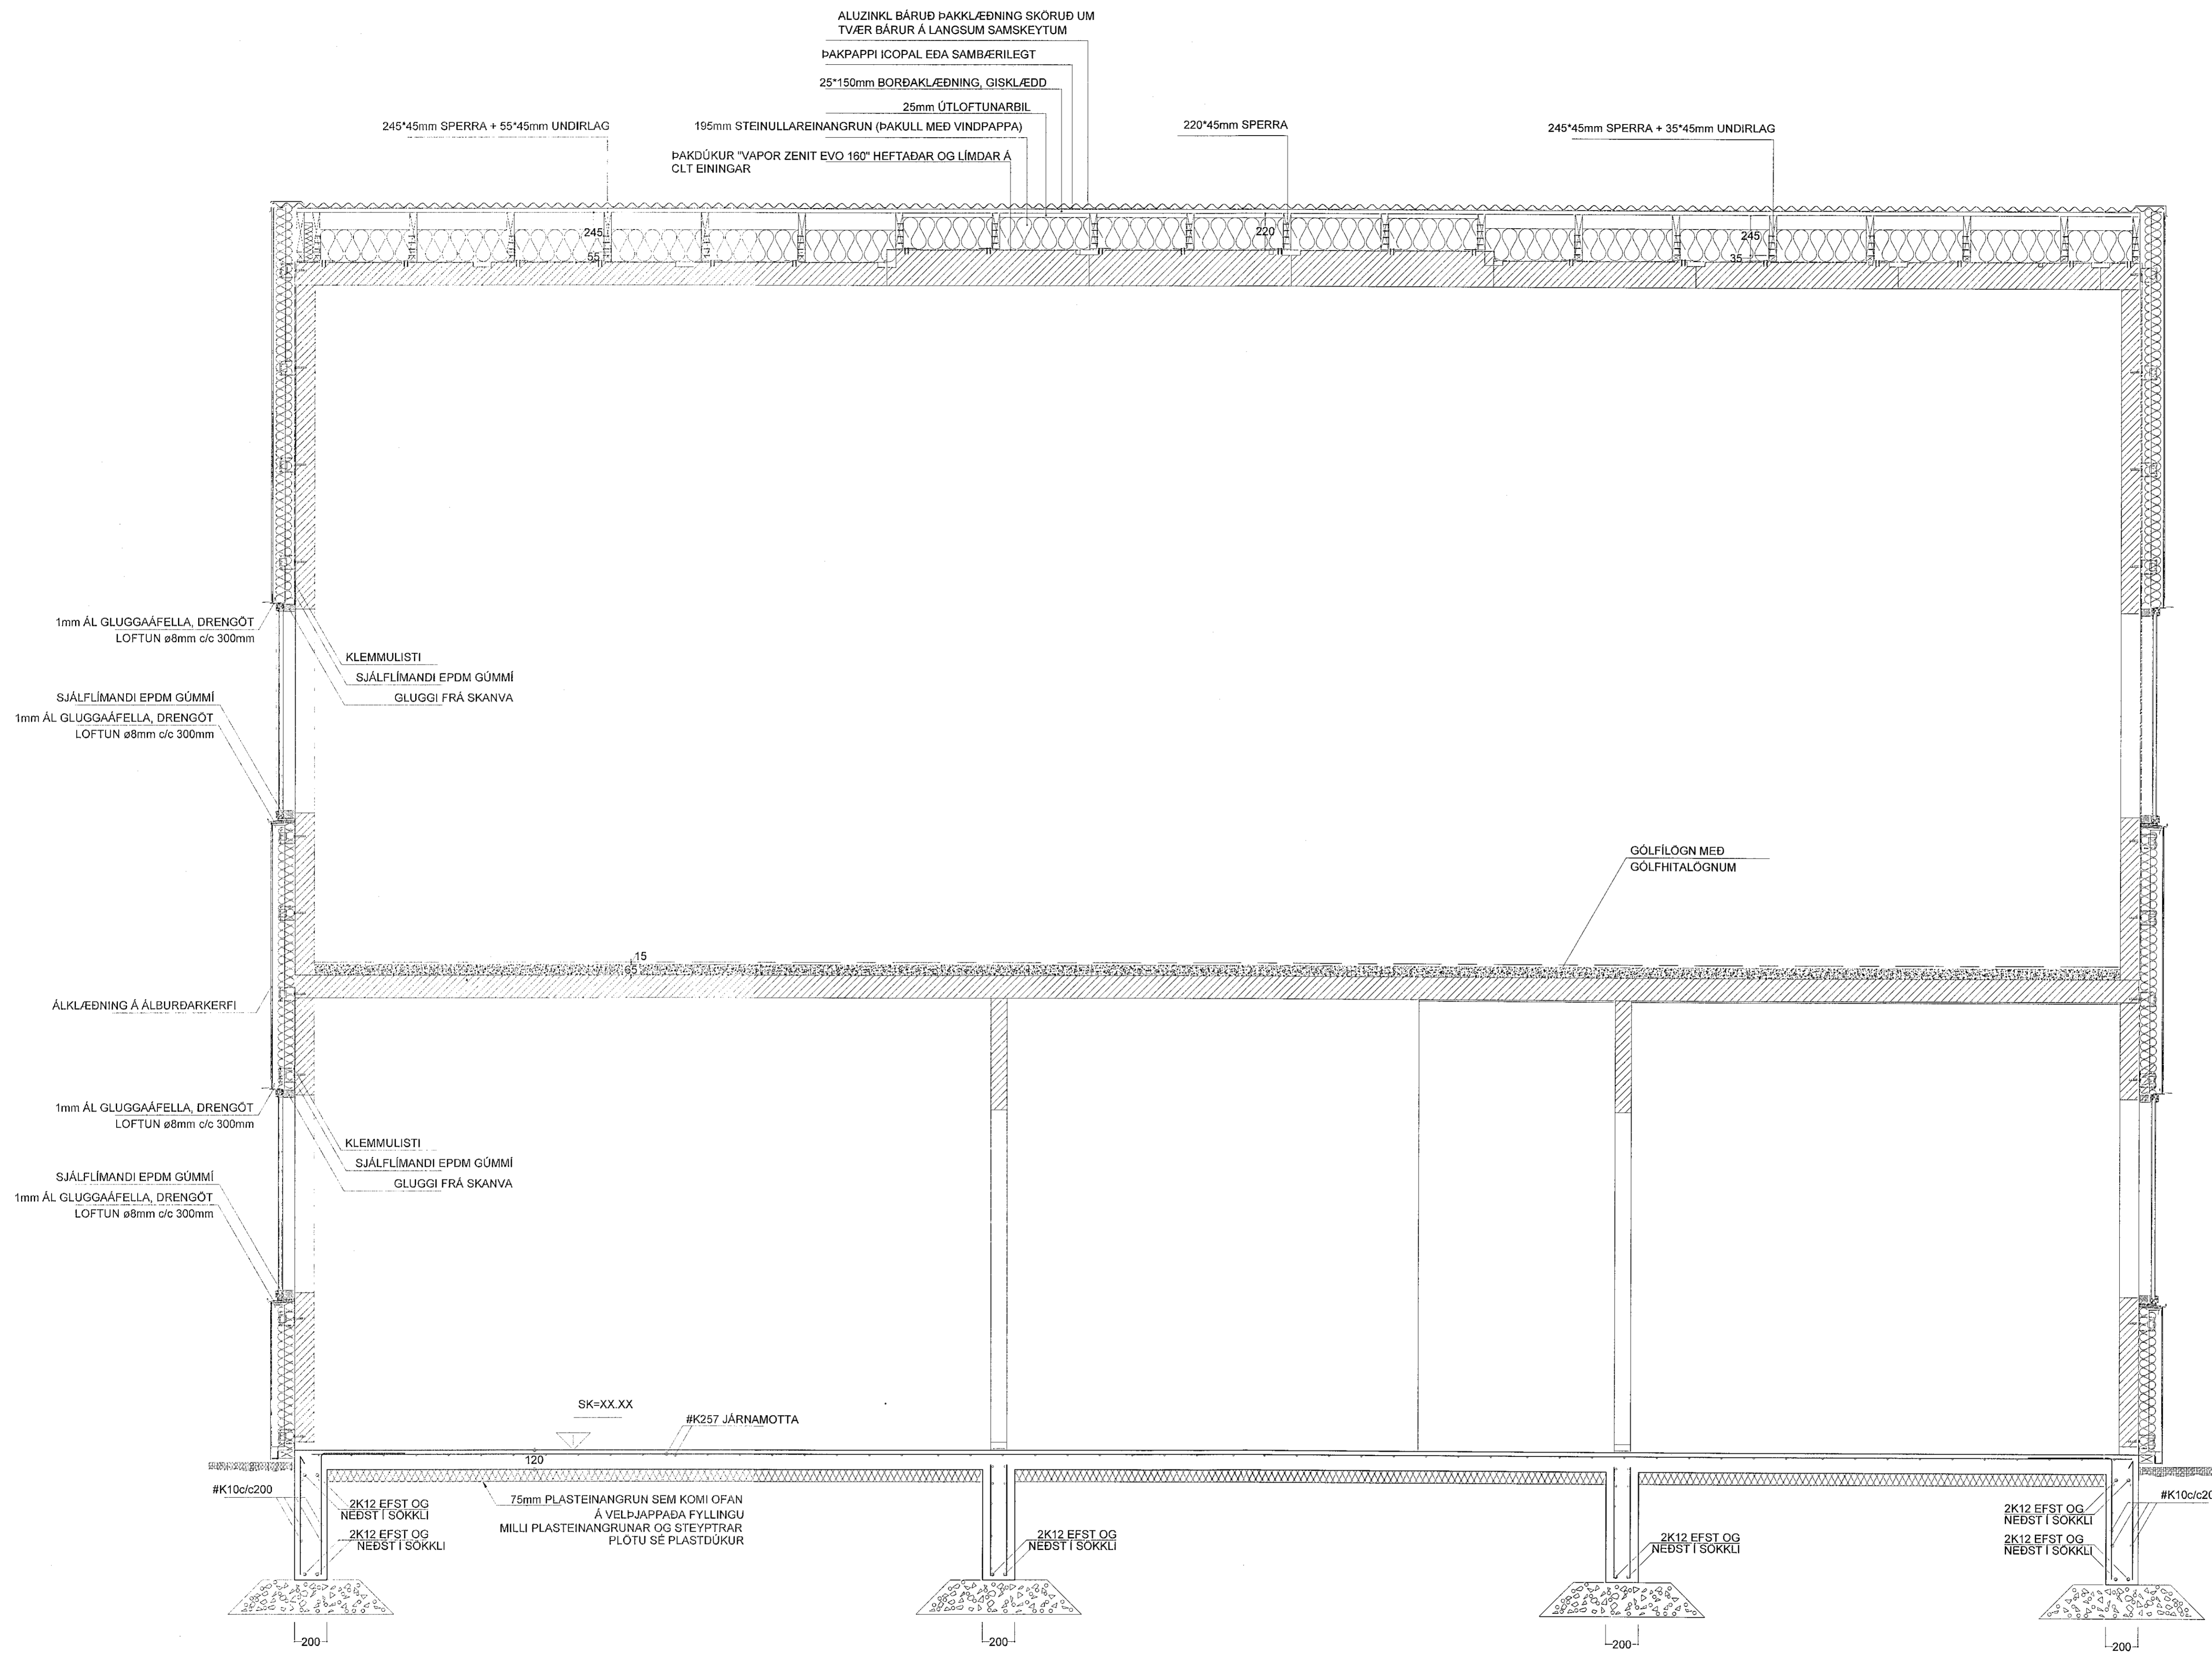 ALUZINKL BÁRUÐ ÞAKKLÆÐNING SKÖRUÐ UM
TVÆR BÁRUR Á LANGSUM SAMSKEYTUM
ÞAKPAPPI ICOPAL EÐA SAMBÆRILEGT
25*150mm BORÐAKLÆÐNING, GISKLÆDD
25mm ÚTLOFTUNARBIL
245*45mm SPERRA + 55*45mm UNDIRLAG
195mm STEINULLAREINANGRUN (ÞAKULL MEÐ VINDPAPPA)
220*45mm SPERRA
245*45mm SPERRA + 35*45mm UNDIRLAG
ÞAKDÚKUR "VAPOR ZENIT EVO 160" HEFTAÐAR OG LÍMDAR Á
CLT EININGAR
245
55
220
245
35
1mm ÁL GLUGGAÁFELLA, DRENGÖT
LOFTUN ø8mm c/c 300mm
KLEMMULISTI
SJÁLFLÍMANDI EPDM GÚMMÍ
GLUGGI FRÁ SKANVA
SJÁLFLÍMANDI EPDM GÚMMÍ
1mm ÁL GLUGGAÁFELLA, DRENGÖT
LOFTUN ø8mm c/c 300mm
GÓLFÍLÖGN MEÐ
GÓLFHITALÖGNUM
15
65
ÁLKLÆÐNING Á ÁLBURÐARKERFI
1mm ÁL GLUGGAÁFELLA, DRENGÖT
LOFTUN ø8mm c/c 300mm
KLEMMULISTI
SJÁLFLÍMANDI EPDM GÚMMÍ
GLUGGI FRÁ SKANVA
SJÁLFLÍMANDI EPDM GÚMMÍ
1mm ÁL GLUGGAÁFELLA, DRENGÖT
LOFTUN ø8mm c/c 300mm
SK=XX.XX
#K257 JÁRNAMOTTA
120
#K10c/c200
2K12 EFST OG
NEÐST Í SÖKKLI
2K12 EFST OG
NEÐST Í SÖKKLI
75mm PLASTEINANGRUN SEM KOMI OFAN
Á VELÞJAPPAÐA FYLLINGU
MILLI PLASTEINANGRUNAR OG STEYPTRAR
PLÖTU SÉ PLASTDÚKUR
2K12 EFST OG
NEÐST Í SÖKKLI
2K12 EFST OG
NEÐST Í SÖKKLI
2K12 EFST OG
NEÐST Í SÖKKLI
2K12 EFST OG
NEÐST Í SÖKKLI
#K10c/c20
200
200
200
200